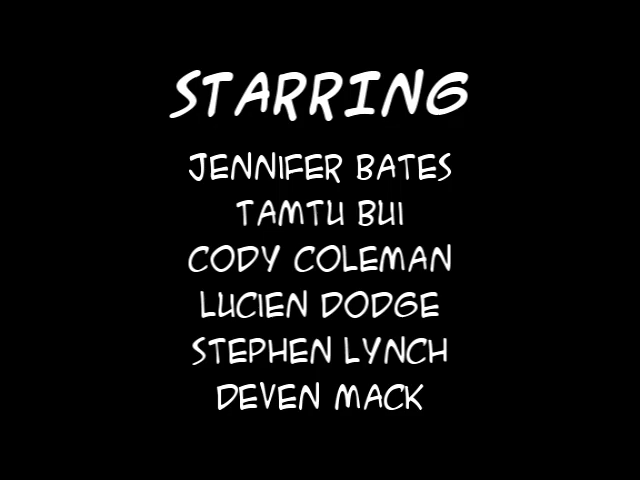 STARRING
JENNIFER BATES
TAMTU BUI
CODY COLEMAN
LUCIEN DODGE
STEPHEN LYNCH
DEVEN MACK